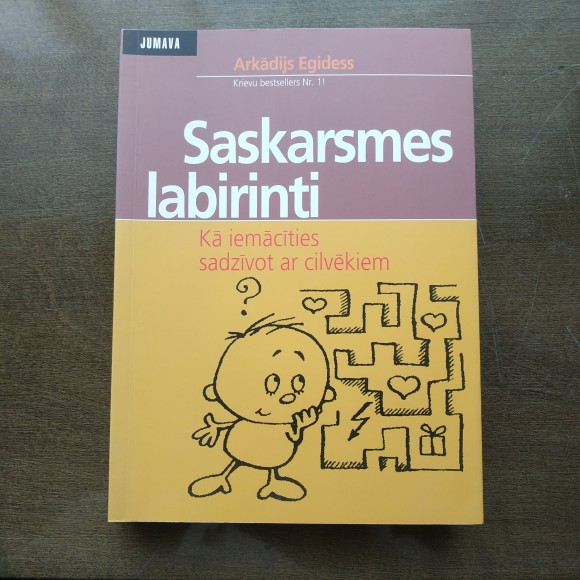 JUMAVA
Arkādijs Egidess
Krievu bestsellers Nr. 1!
Saskarsmes
labirinti
Kā iemācīties
sadzīvot ar cilvēkiem
?